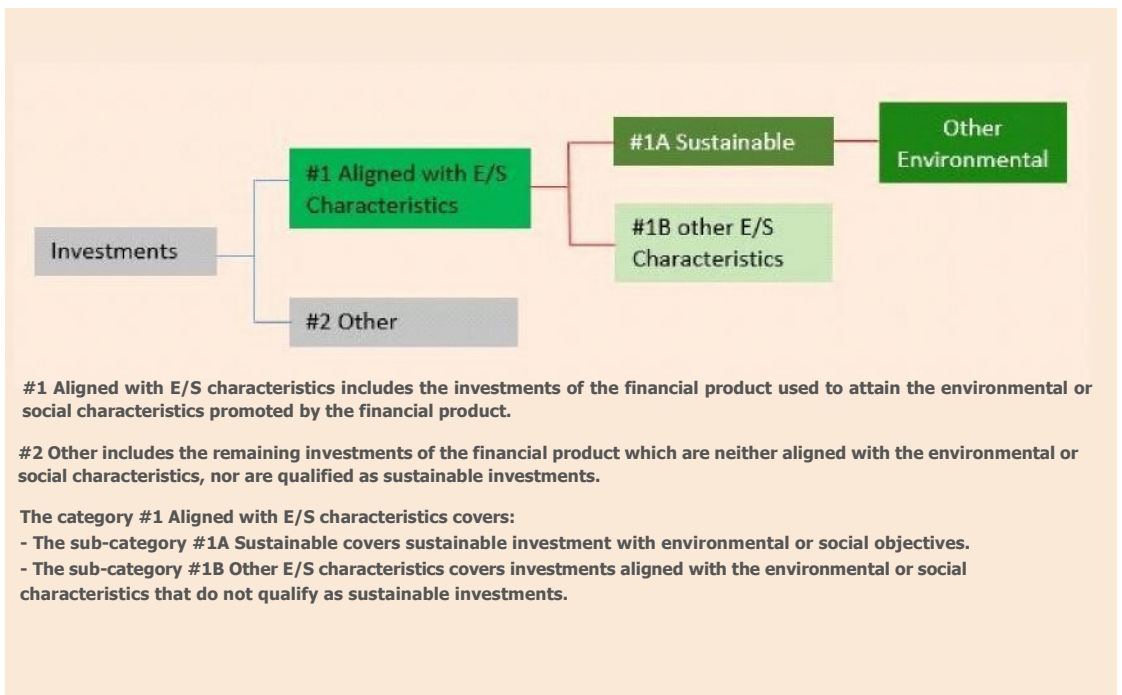 Other
Environmental
#1A Sustainable
#1 Aligned with E/S
Characteristics
#1B other E/S
Characteristics
Investments
#2 Other
#1 Aligned with E/S characteristics includes the investments of the financial product used to attain the environmental or
social characteristics promoted by the financial product.
#2 Other includes the remaining investments of the financial product which are neither aligned with the environmental or
social characteristics, nor are qualified as sustainable investments.
The category #1 Aligned with E/S characteristics covers:
- The sub-category #1A Sustainable covers sustainable investment with environmental or social objectives.
- The sub-category #1B Other E/S characteristics covers investments aligned with the environmental or social
characteristics that do not qualify as sustainable investments.